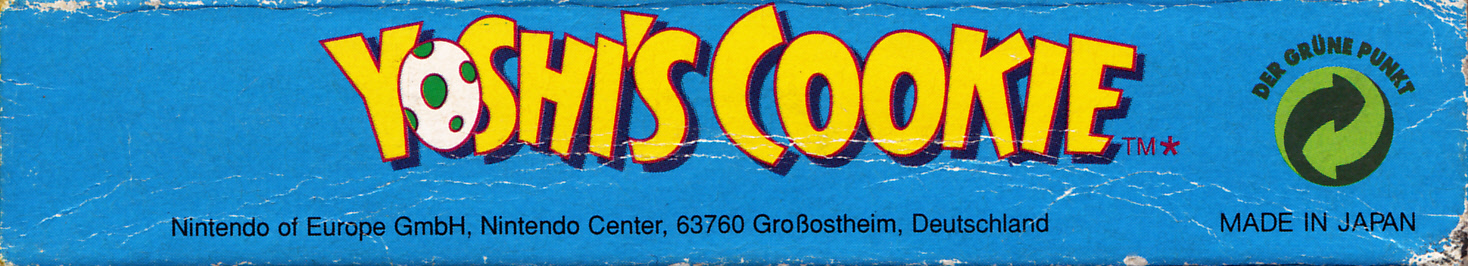 YOSHI'S COOKIE TM*
DER GRÜNE PUNKT
Nintendo of Europe GmbH, Nintendo Center, 63760 Großostheim, Deutschland
MADE IN JAPAN